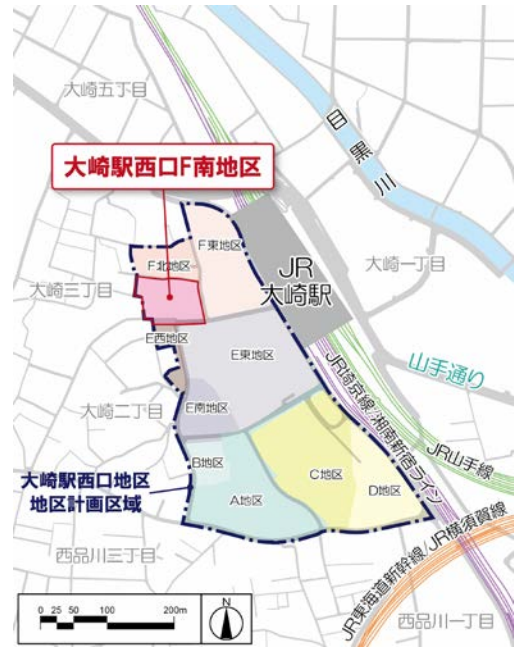 大崎五丁目
目黒川
大崎駅西口F南地区
F東地区
F北地区
JR
大崎駅
大崎一丁目
大崎三丁目
E西地区
E東地区
山手通り
JR埼京線/湘南新宿ライン
大崎二丁目
E南地区
JR山手線
B地区
C地区
大崎駅西口地区
地区計画区域
A地区
D地区
西品川三丁目
JR東海道新幹線/JR横須賀線
0 25 50 100 200m
N
西品川一丁目